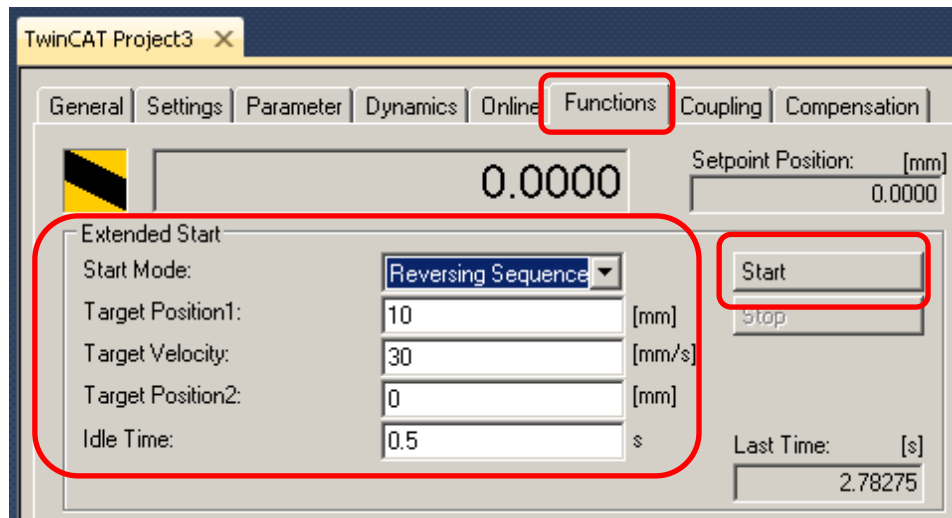 TwinCAT Project3
General Settings Parameter Dynamics Online Functions Coupling Compensation
0.0000
Setpoint Position: [mm]
0.0000
Extended Start
Start Mode: Reversing Sequence
Start
Target Position1: 10 [mm]
Stop
Target Velocity: 30 [mm/s]
Target Position2: 0 [mm]
Idle Time: 0.5 s
Last Time: [s]
2.78275